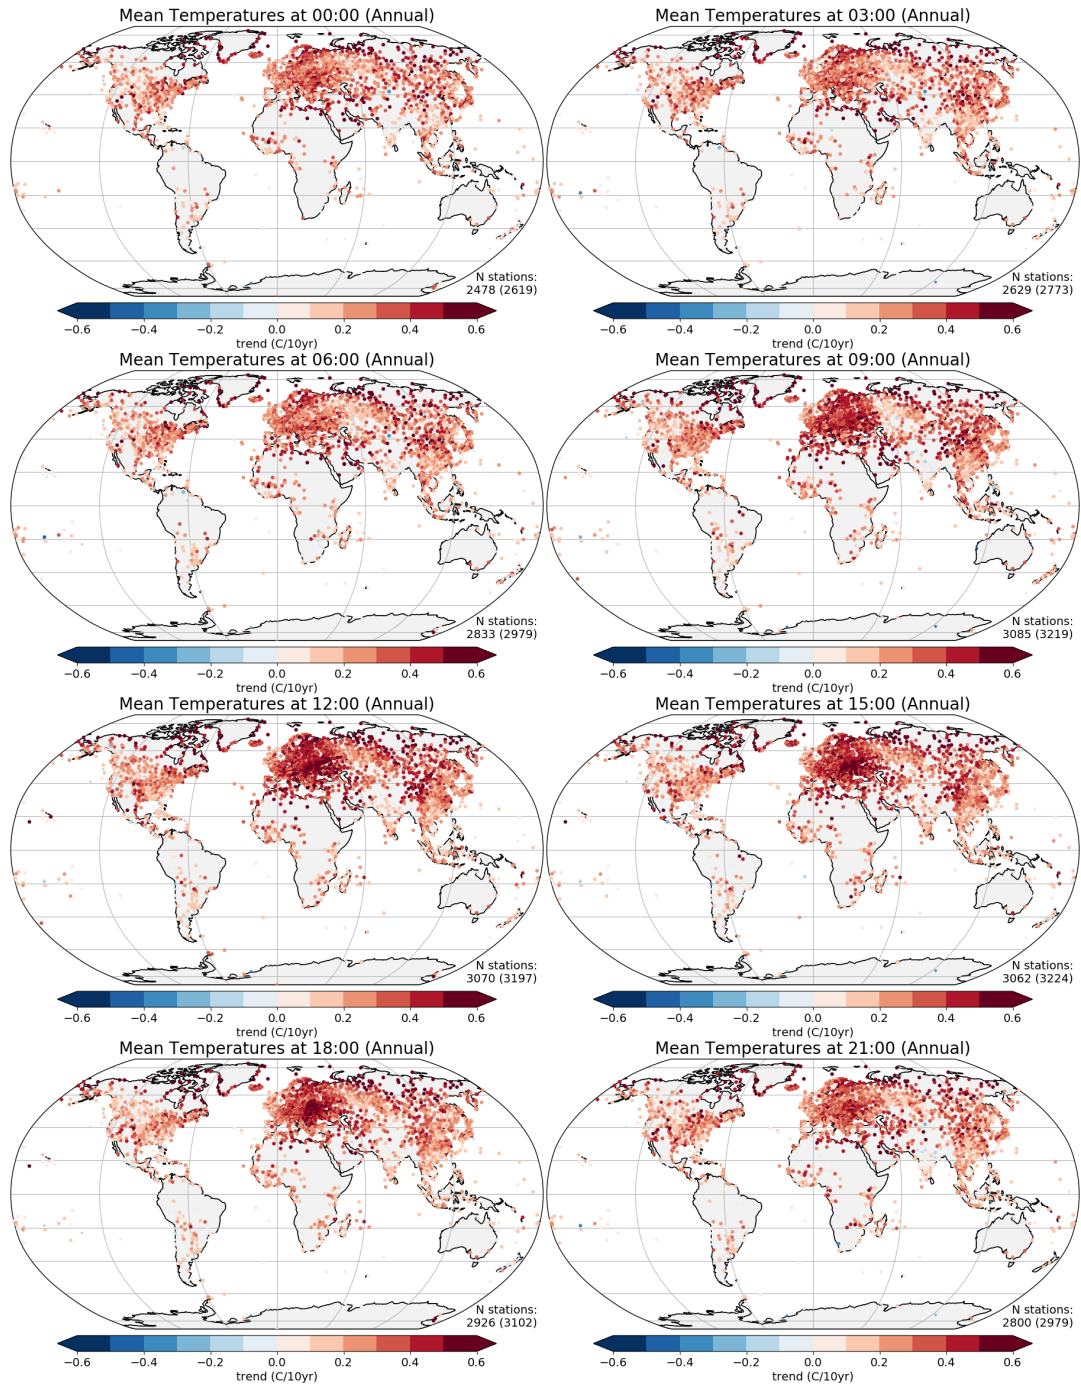 Mean Temperatures at 00:00 (Annual)
N stations:
2478 (2619)
−0.6 −0.4 −0.2 0.0 0.2 0.4 0.6
trend (C/10yr)
Mean Temperatures at 03:00 (Annual)
N stations:
2629 (2773)
−0.6 −0.4 −0.2 0.0 0.2 0.4 0.6
trend (C/10yr)
Mean Temperatures at 06:00 (Annual)
N stations:
2833 (2979)
−0.6 −0.4 −0.2 0.0 0.2 0.4 0.6
trend (C/10yr)
Mean Temperatures at 09:00 (Annual)
N stations:
3085 (3219)
−0.6 −0.4 −0.2 0.0 0.2 0.4 0.6
trend (C/10yr)
Mean Temperatures at 12:00 (Annual)
N stations:
3070 (3197)
−0.6 −0.4 −0.2 0.0 0.2 0.4 0.6
trend (C/10yr)
Mean Temperatures at 15:00 (Annual)
N stations:
3062 (3224)
−0.6 −0.4 −0.2 0.0 0.2 0.4 0.6
trend (C/10yr)
Mean Temperatures at 18:00 (Annual)
N stations:
2926 (3102)
−0.6 −0.4 −0.2 0.0 0.2 0.4 0.6
trend (C/10yr)
Mean Temperatures at 21:00 (Annual)
N stations:
2800 (2979)
−0.6 −0.4 −0.2 0.0 0.2 0.4 0.6
trend (C/10yr)